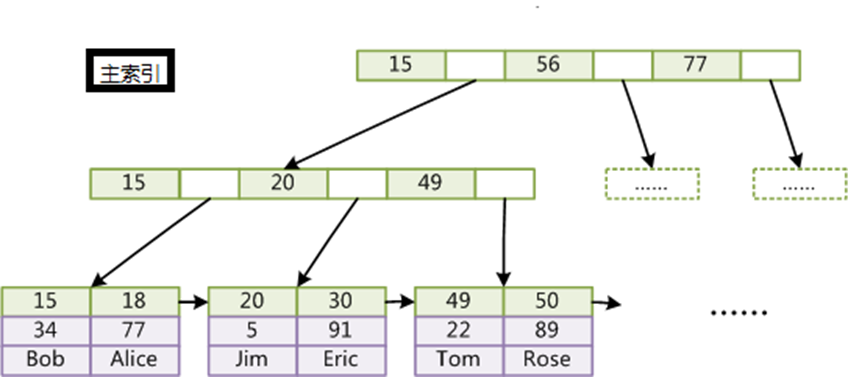 主索引
15 56 77
15 20 49
...... ......
15 18 20 30 49 50
34 77 5 91 22 89
Bob Alice Jim Eric Tom Rose
......